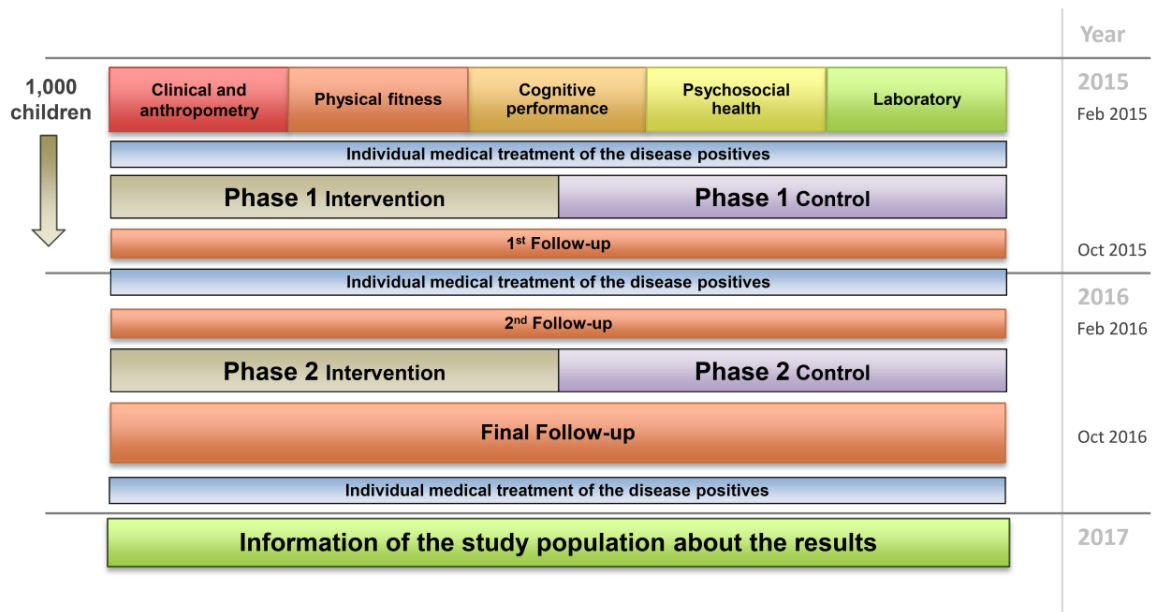 Year
1,000
children
Clinical and
anthropometry
Physical fitness
Cognitive
performance
Psychosocial
health
Laboratory
2015
Feb 2015
Individual medical treatment of the disease positives
Phase 1 Intervention
Phase 1 Control
1st Follow-up
Oct 2015
Individual medical treatment of the disease positives
2016
2nd Follow-up
Feb 2016
Phase 2 Intervention
Phase 2 Control
Final Follow-up
Oct 2016
Individual medical treatment of the disease positives
Information of the study population about the results
2017